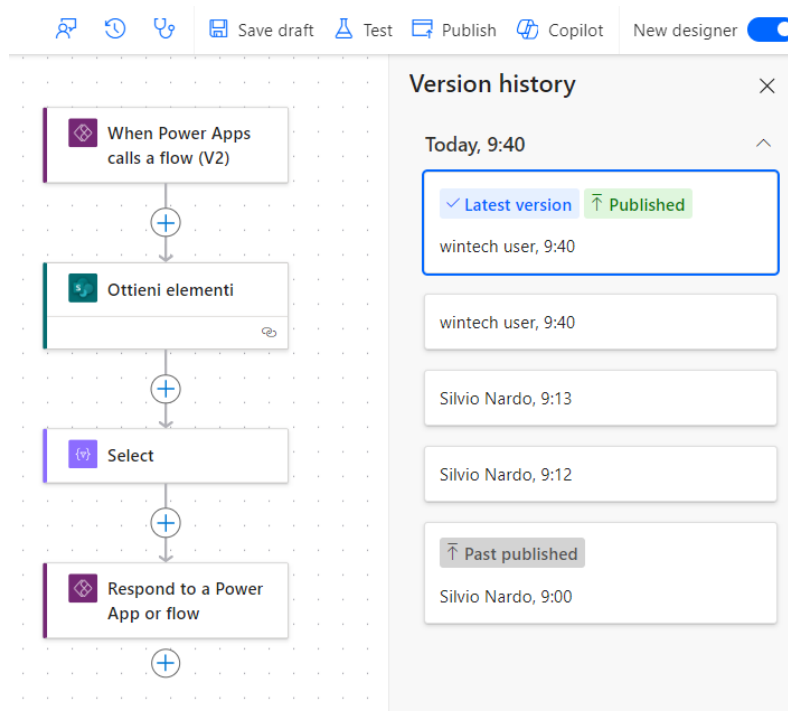 Save draft
Test
Publish
Copilot
New designer
Version history
When Power Apps
calls a flow (V2)
Ottieni elementi
Select
Respond to a Power
App or flow
Today, 9:40
Latest version
Published
wintech user, 9:40
wintech user, 9:40
Silvio Nardo, 9:13
Silvio Nardo, 9:12
Past published
Silvio Nardo, 9:00